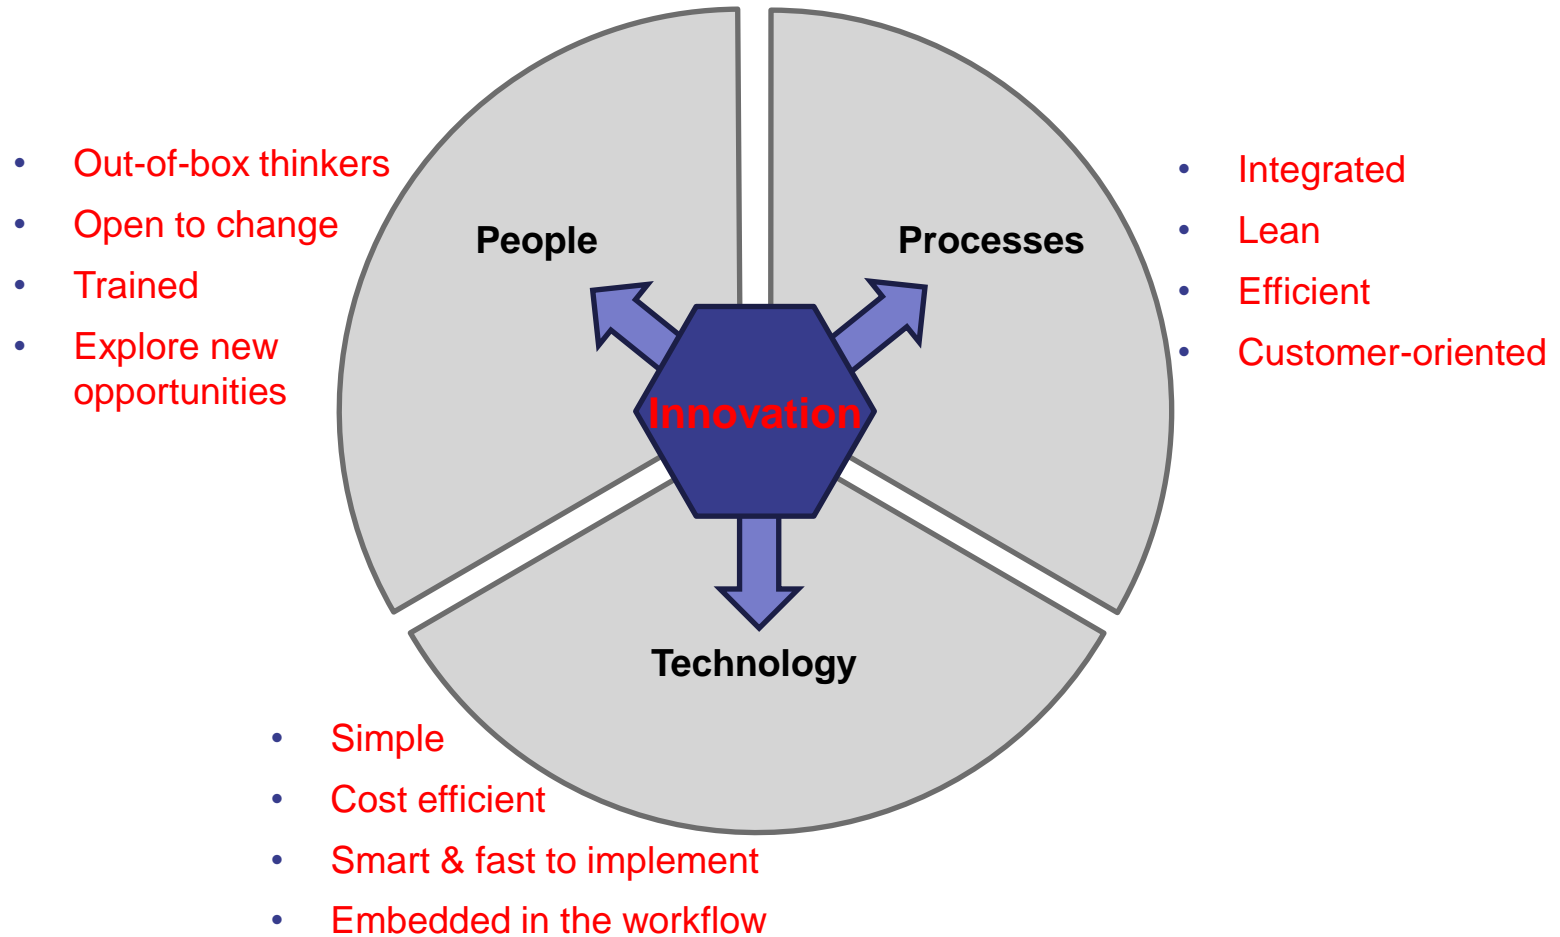 • Out-of-box thinkers
• Open to change
• Trained
• Explore new
opportunities
People
Processes
• Integrated
• Lean
• Efficient
• Customer-oriented
Innovation
Technology
• Simple
• Cost efficient
• Smart & fast to implement
• Embedded in the workflow